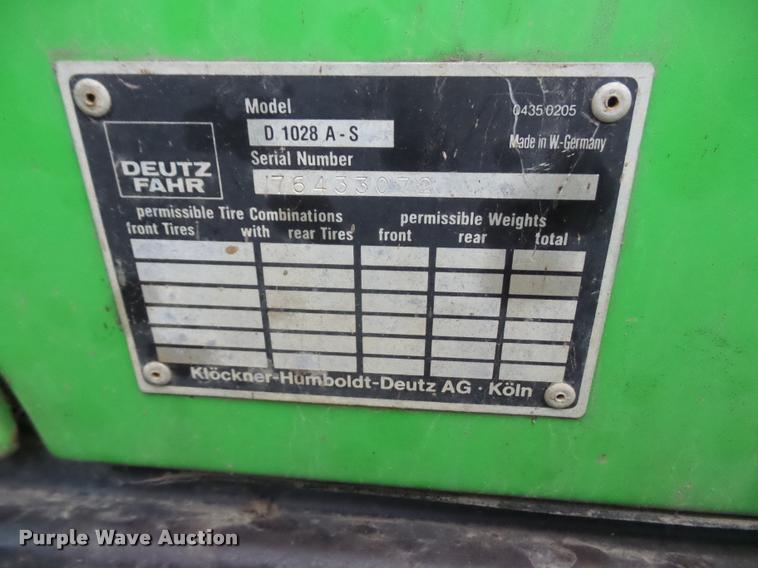 Model
0435 0205
D 1028 A-S
Made in W.-Germany
DEUTZ
FAHR
Serial Number
76433072
permissible Tire Combinations permissible Weights
front Tires with rear Tires front rear total
Klöckner-Humboldt-Deutz AG · Köln
Purple Wave Auction